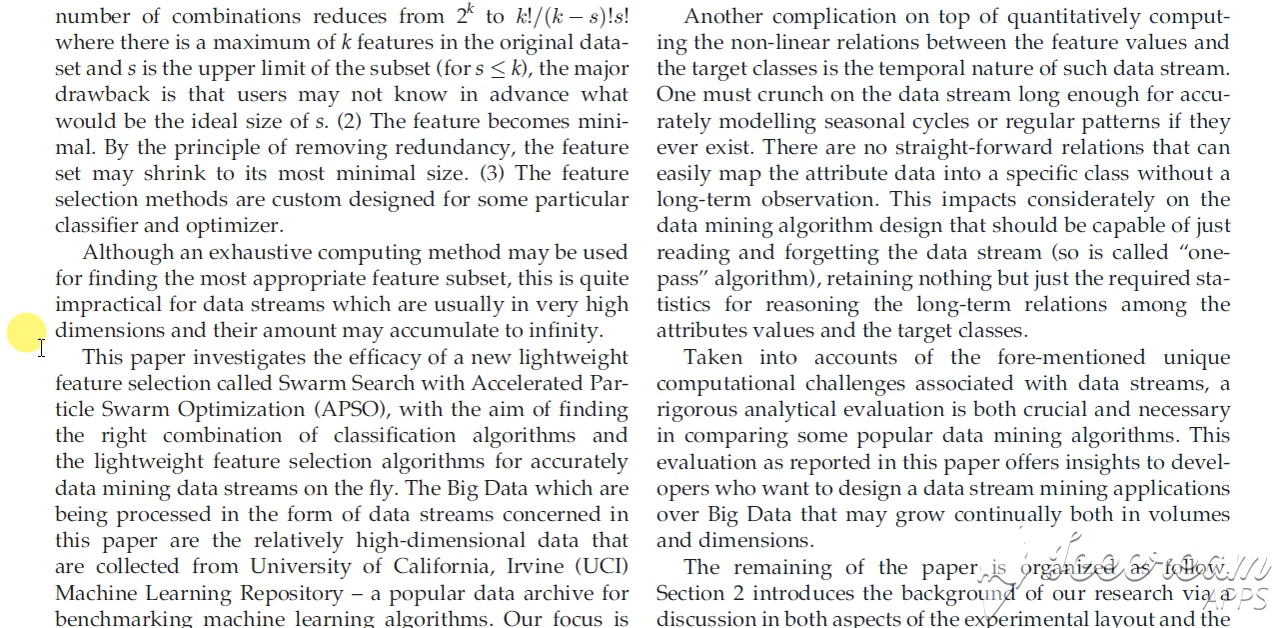 number of combinations reduces from 2^k to k!/(k − s)!s!
where there is a maximum of k features in the original data-
set and s is the upper limit of the subset (for s ≤ k), the major
drawback is that users may not know in advance what
would be the ideal size of s. (2) The feature becomes mini-
mal. By the principle of removing redundancy, the feature
set may shrink to its most minimal size. (3) The feature
selection methods are custom designed for some particular
classifier and optimizer.
Although an exhaustive computing method may be used
for finding the most appropriate feature subset, this is quite
impractical for data streams which are usually in very high
dimensions and their amount may accumulate to infinity.
This paper investigates the efficacy of a new lightweight
feature selection called Swarm Search with Accelerated Par-
ticle Swarm Optimization (APSO), with the aim of finding
the right combination of classification algorithms and
the lightweight feature selection algorithms for accurately
data mining data streams on the fly. The Big Data which are
being processed in the form of data streams concerned in
this paper are the relatively high-dimensional data that
are collected from University of California, Irvine (UCI)
Machine Learning Repository – a popular data archive for
benchmarking machine learning algorithms. Our focus is
Another complication on top of quantitatively comput-
ing the non-linear relations between the feature values and
the target classes is the temporal nature of such data stream.
One must crunch on the data stream long enough for accu-
rately modelling seasonal cycles or regular patterns if they
ever exist. There are no straight-forward relations that can
easily map the attribute data into a specific class without a
long-term observation. This impacts considerately on the
data mining algorithm design that should be capable of just
reading and forgetting the data stream (so is called “one-
pass” algorithm), retaining nothing but just the required sta-
tistics for reasoning the long-term relations among the
attributes values and the target classes.
Taken into accounts of the fore-mentioned unique
computational challenges associated with data streams, a
rigorous analytical evaluation is both crucial and necessary
in comparing some popular data mining algorithms. This
evaluation as reported in this paper offers insights to devel-
opers who want to design a data stream mining applications
over Big Data that may grow continually both in volumes
and dimensions.
The remaining of the paper is organized as follow.
Section 2 introduces the background of our research via a
discussion in both aspects of the experimental layout and the
Icecream
APPS